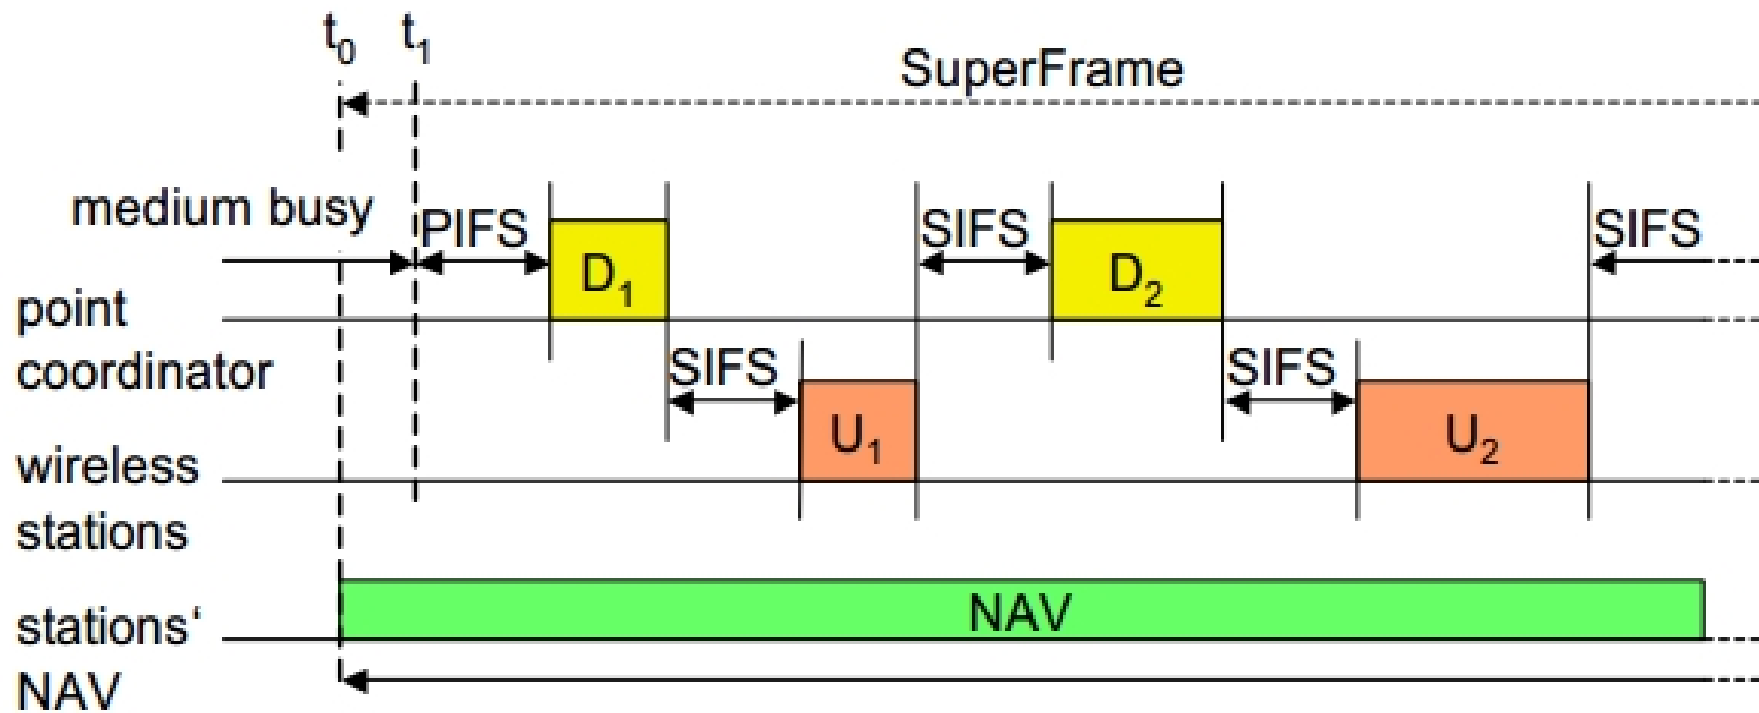 t0 t1
SuperFrame
medium busy
PIFS
D1
SIFS
D2
SIFS
point
coordinator
SIFS
U1
SIFS
U2
wireless
stations
stations‘
NAV
NAV